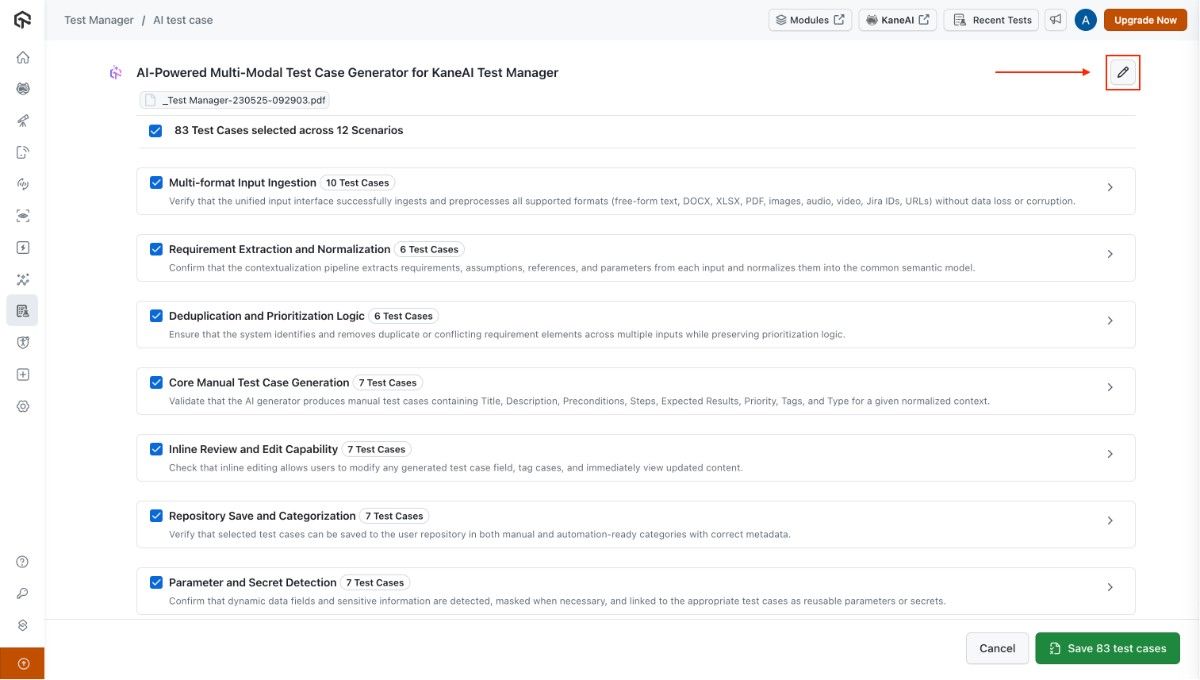 Test Manager / AI test case
Modules KaneAI Recent Tests A Upgrade Now
AI-Powered Multi-Modal Test Case Generator for KaneAI Test Manager
_Test Manager-230525-092903.pdf
83 Test Cases selected across 12 Scenarios
Multi-format Input Ingestion 10 Test Cases
Verify that the unified input interface successfully ingests and preprocesses all supported formats (free-form text, DOCX, XLSX, PDF, images, audio, video, Jira IDs, URLs) without data loss or corruption.
Requirement Extraction and Normalization 6 Test Cases
Confirm that the contextualization pipeline extracts requirements, assumptions, references, and parameters from each input and normalizes them into the common semantic model.
Deduplication and Prioritization Logic 6 Test Cases
Ensure that the system identifies and removes duplicate or conflicting requirement elements across multiple inputs while preserving prioritization logic.
Core Manual Test Case Generation 7 Test Cases
Validate that the AI generator produces manual test cases containing Title, Description, Preconditions, Steps, Expected Results, Priority, Tags, and Type for a given normalized context.
Inline Review and Edit Capability 7 Test Cases
Check that inline editing allows users to modify any generated test case field, tag cases, and immediately view updated content.
Repository Save and Categorization 7 Test Cases
Verify that selected test cases can be saved to the user repository in both manual and automation-ready categories with correct metadata.
Parameter and Secret Detection 7 Test Cases
Confirm that dynamic data fields and sensitive information are detected, masked when necessary, and linked to the appropriate test cases as reusable parameters or secrets.
Cancel Save 83 test cases